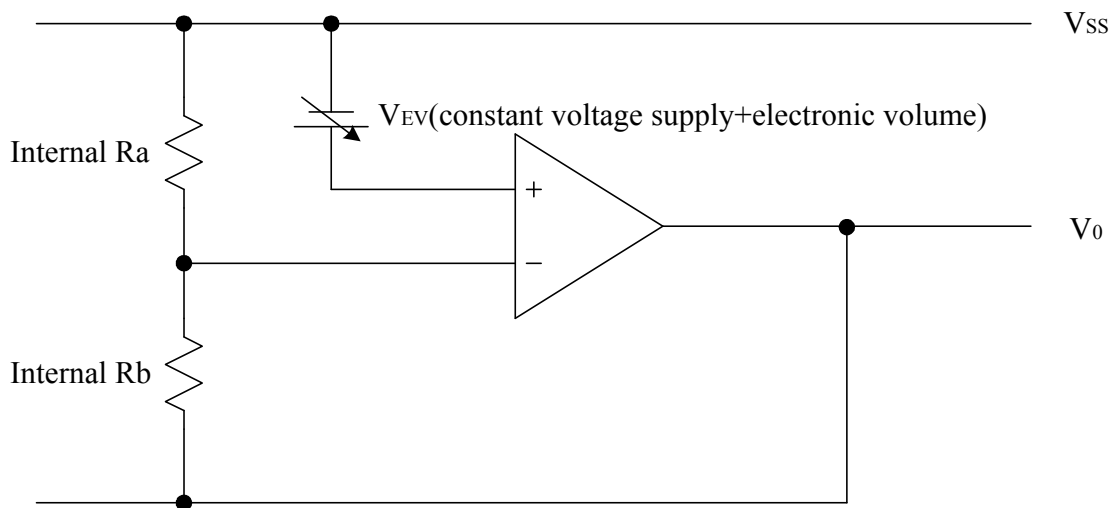 VSS
VEV(constant voltage supply+electronic volume)
Internal Ra
+
V0
−
Internal Rb